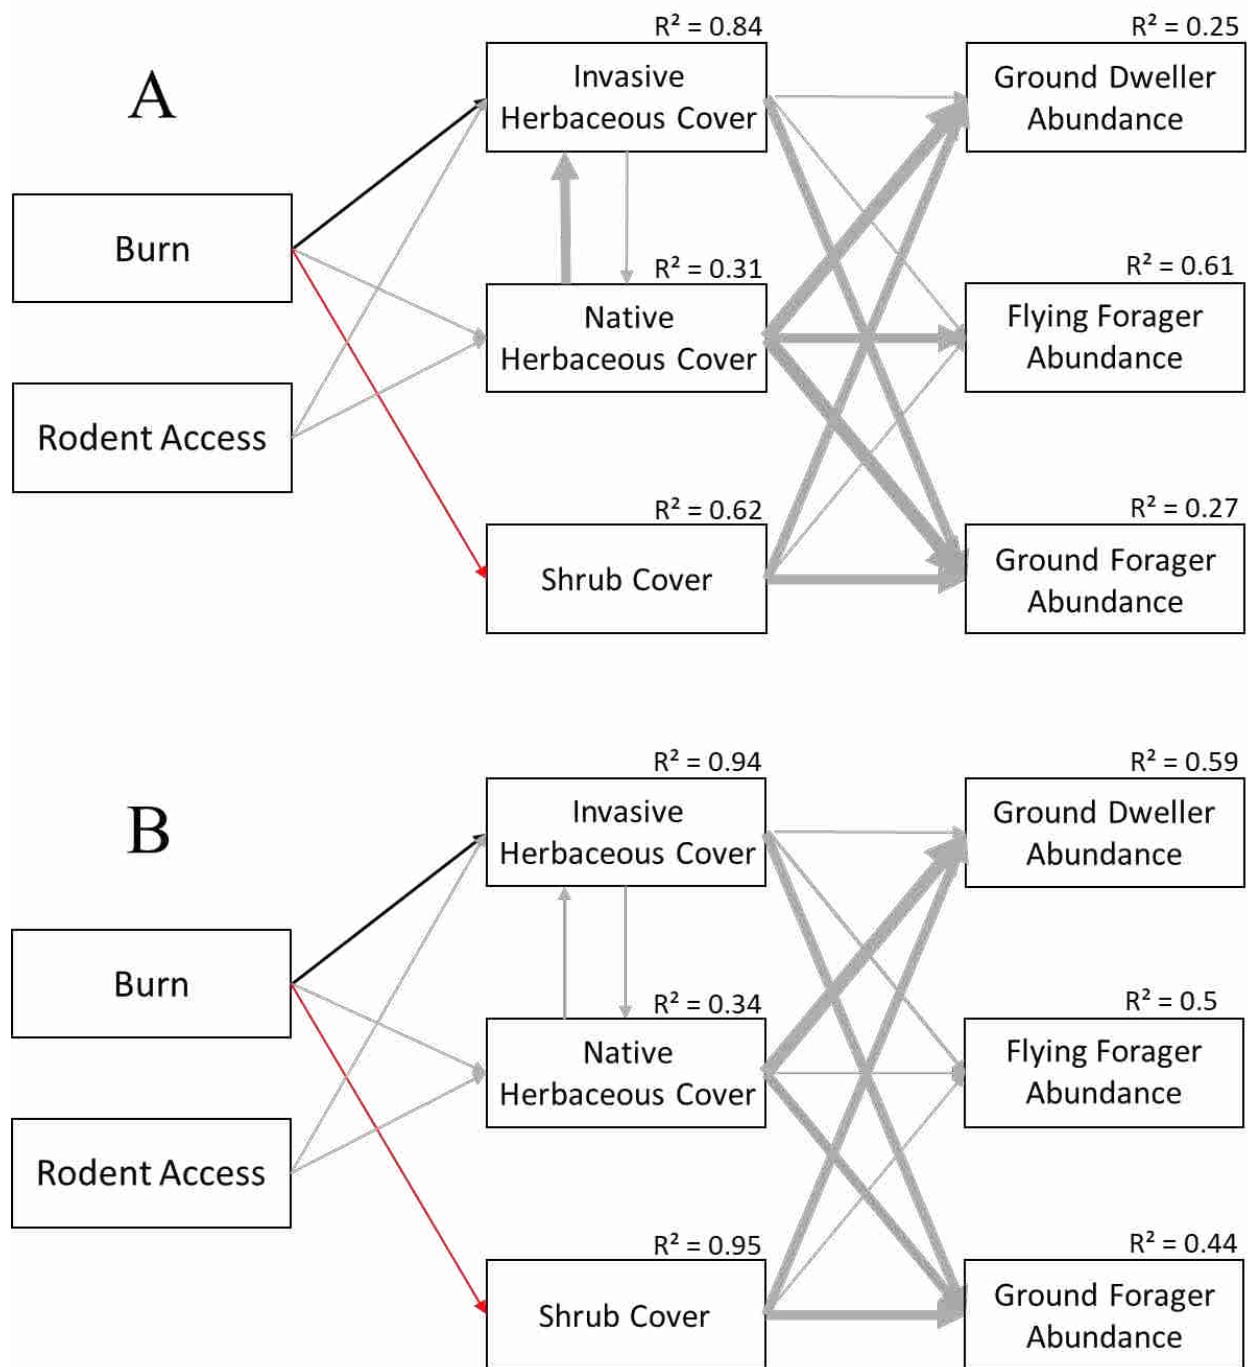 A
R² = 0.84
Invasive
Herbaceous Cover
R² = 0.25
Ground Dweller
Abundance
Burn
R² = 0.31
Native
Herbaceous Cover
R² = 0.61
Flying Forager
Abundance
Rodent Access
R² = 0.62
Shrub Cover
R² = 0.27
Ground Forager
Abundance
B
R² = 0.94
Invasive
Herbaceous Cover
R² = 0.59
Ground Dweller
Abundance
Burn
R² = 0.34
Native
Herbaceous Cover
R² = 0.5
Flying Forager
Abundance
Rodent Access
R² = 0.95
Shrub Cover
R² = 0.44
Ground Forager
Abundance